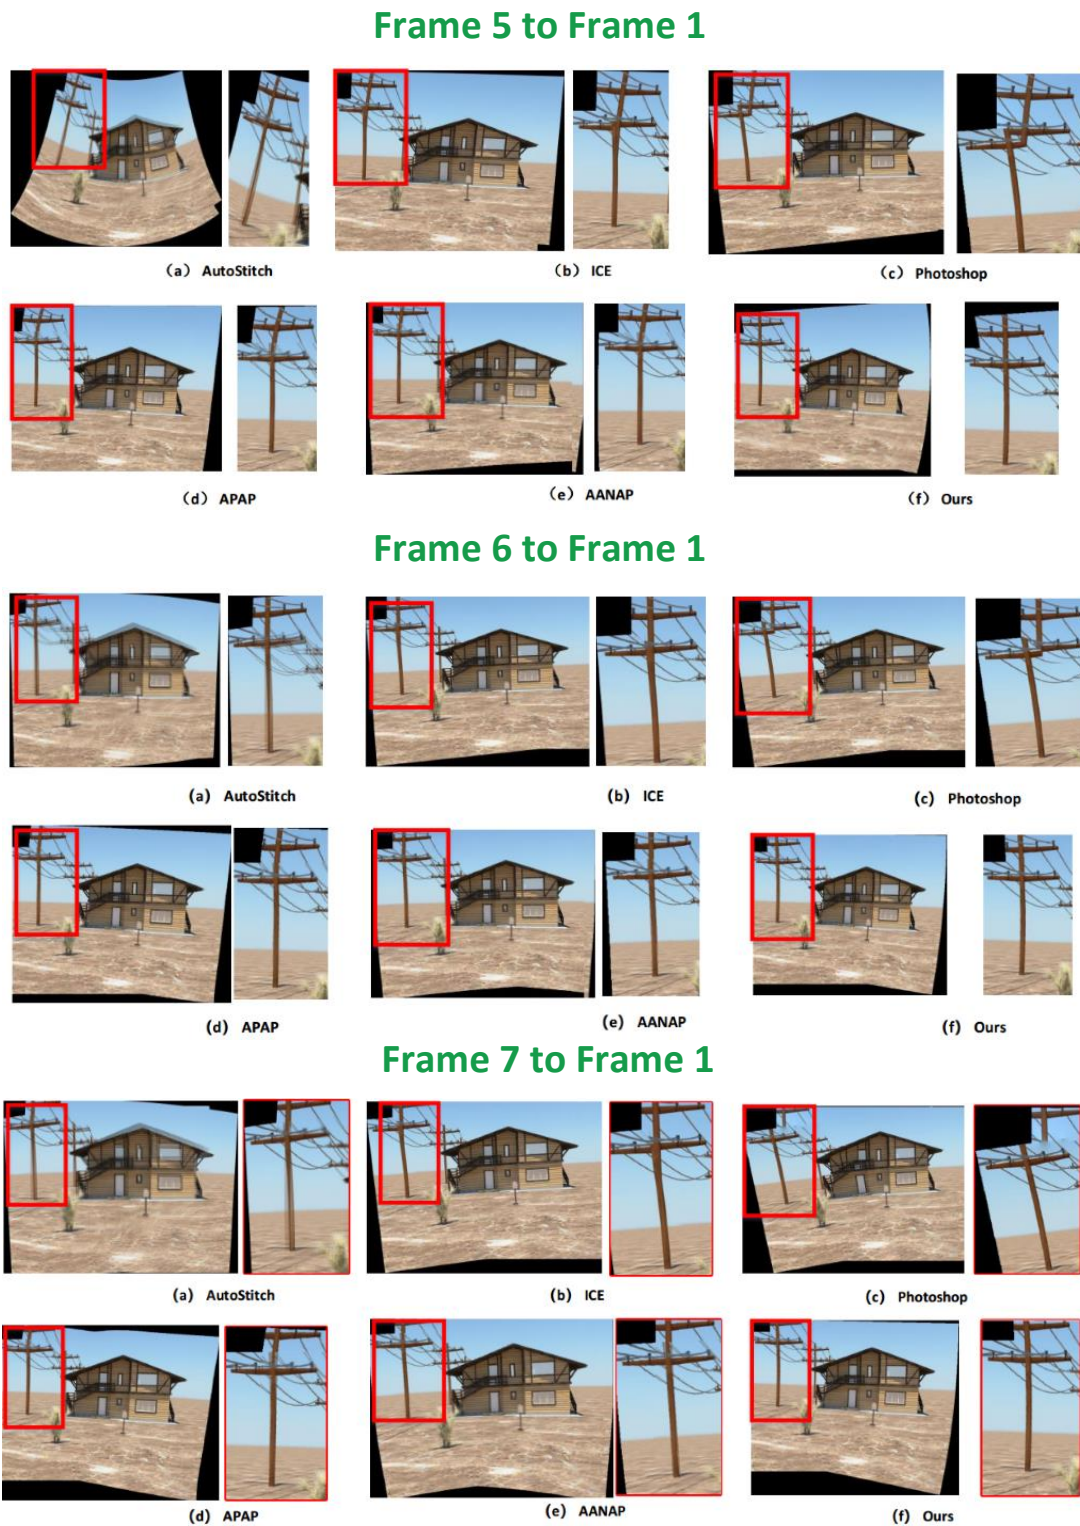 Frame 5 to Frame 1
(a) AutoStitch
(b) ICE
(c) Photoshop
(d) APAP
(e) AANAP
(f) Ours
Frame 6 to Frame 1
(a) AutoStitch
(b) ICE
(c) Photoshop
(d) APAP
(e) AANAP
(f) Ours
Frame 7 to Frame 1
(a) AutoStitch
(b) ICE
(c) Photoshop
(d) APAP
(e) AANAP
(f) Ours